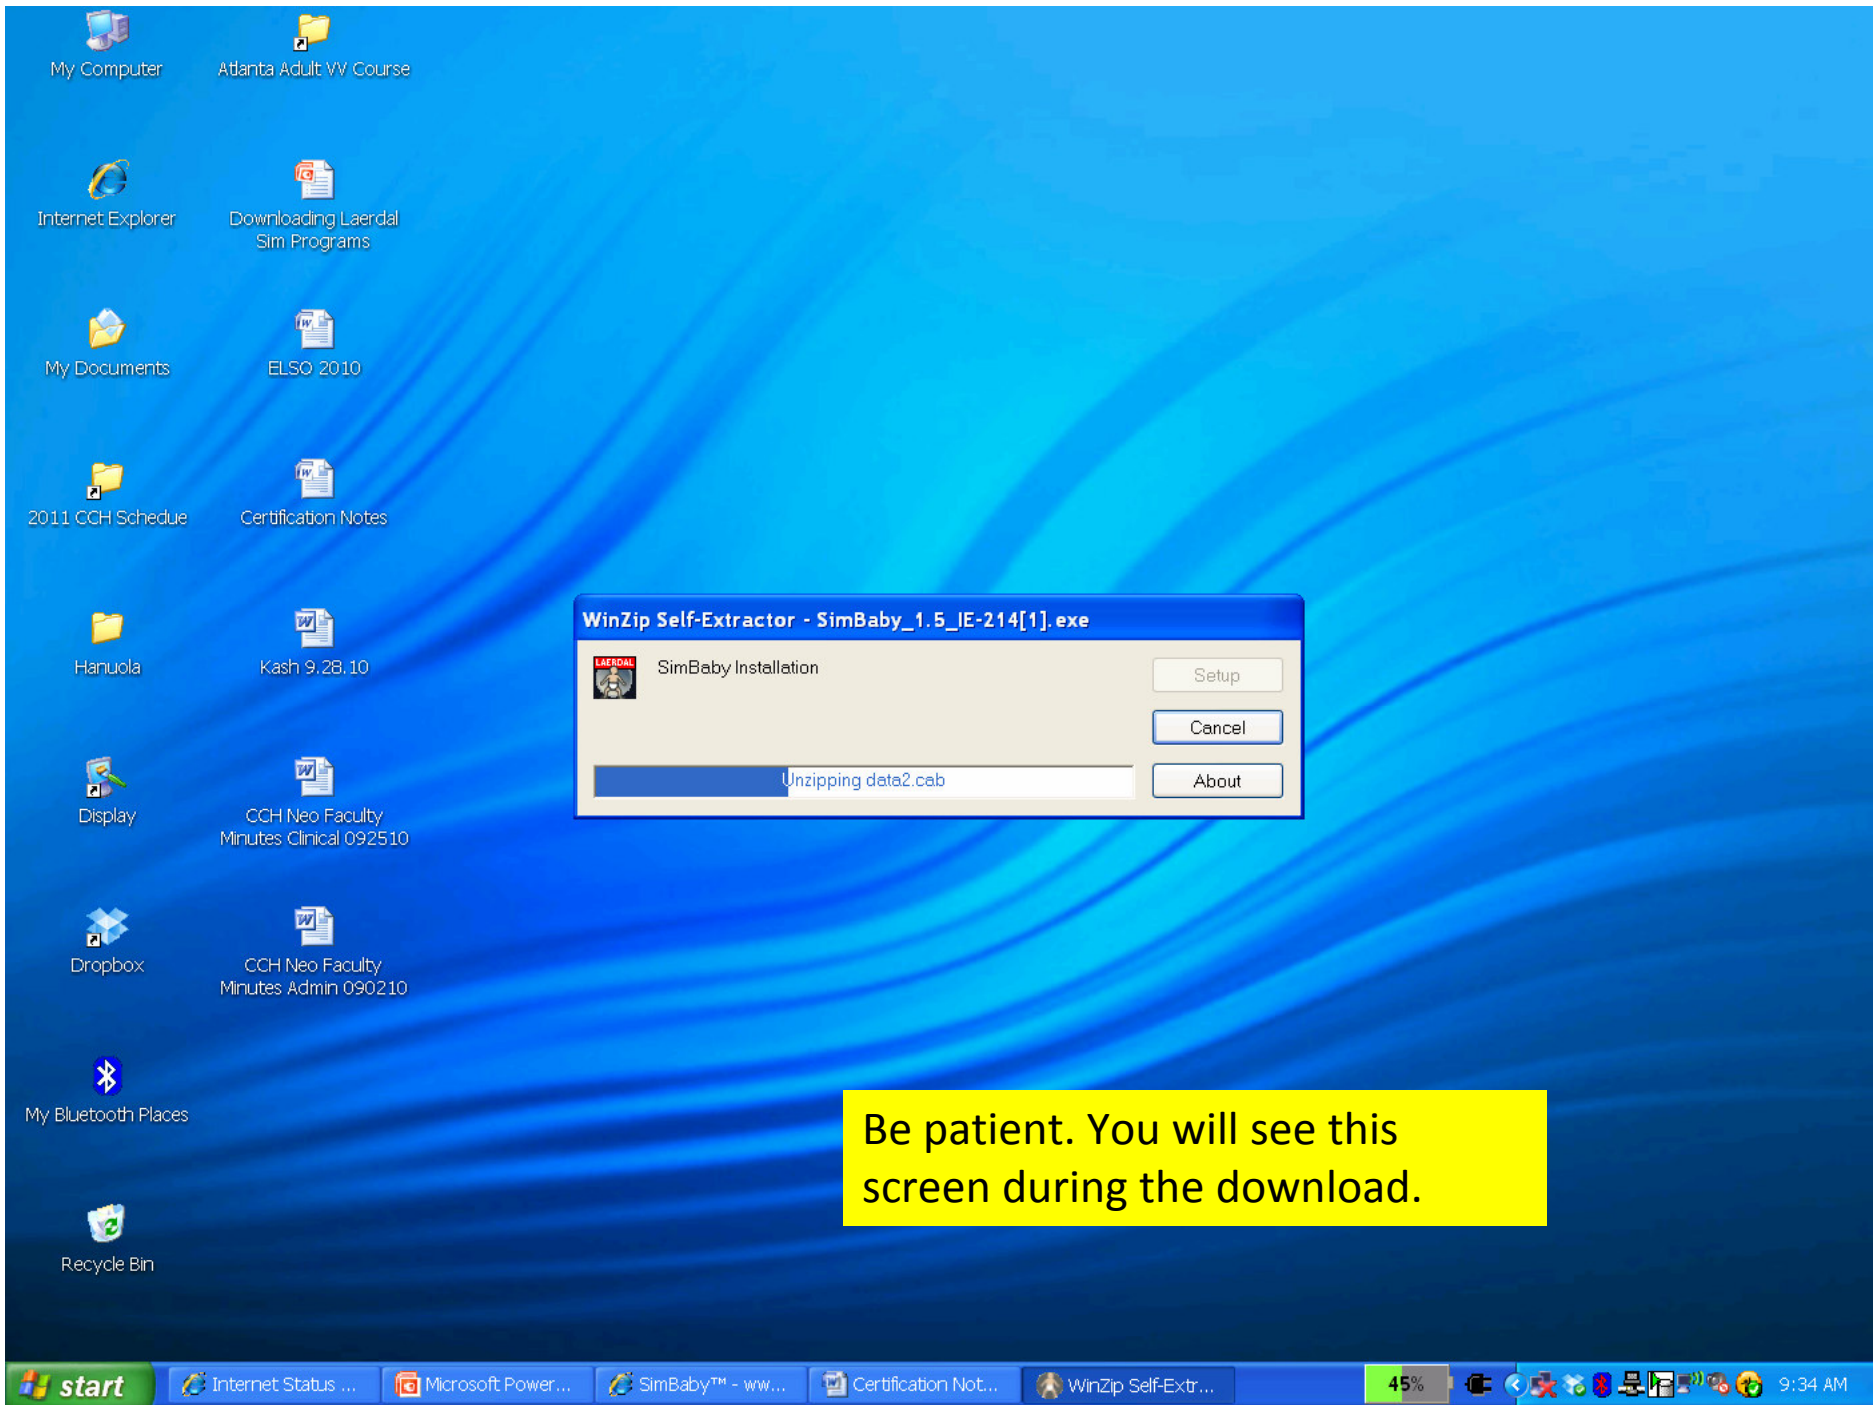 My Computer
Atlanta Adult VV Course
Internet Explorer
Downloading Laerdal
Sim Programs
My Documents
ELSO 2010
2011 CCH Schedue
Certification Notes
Hanuola
Kash 9.28.10
Display
CCH Neo Faculty
Minutes Clinical 092510
Dropbox
CCH Neo Faculty
Minutes Admin 090210
My Bluetooth Places
Recycle Bin
WinZip Self-Extractor - SimBaby_1.5_IE-214[1].exe
LAERDAL
SimBaby Installation
Setup
Cancel
Unzipping data2.cab
About
Be patient. You will see this
screen during the download.
start
Internet Status ...
Microsoft Power...
SimBaby™ - ww...
Certification Not...
WinZip Self-Extr...
45%
9:34 AM